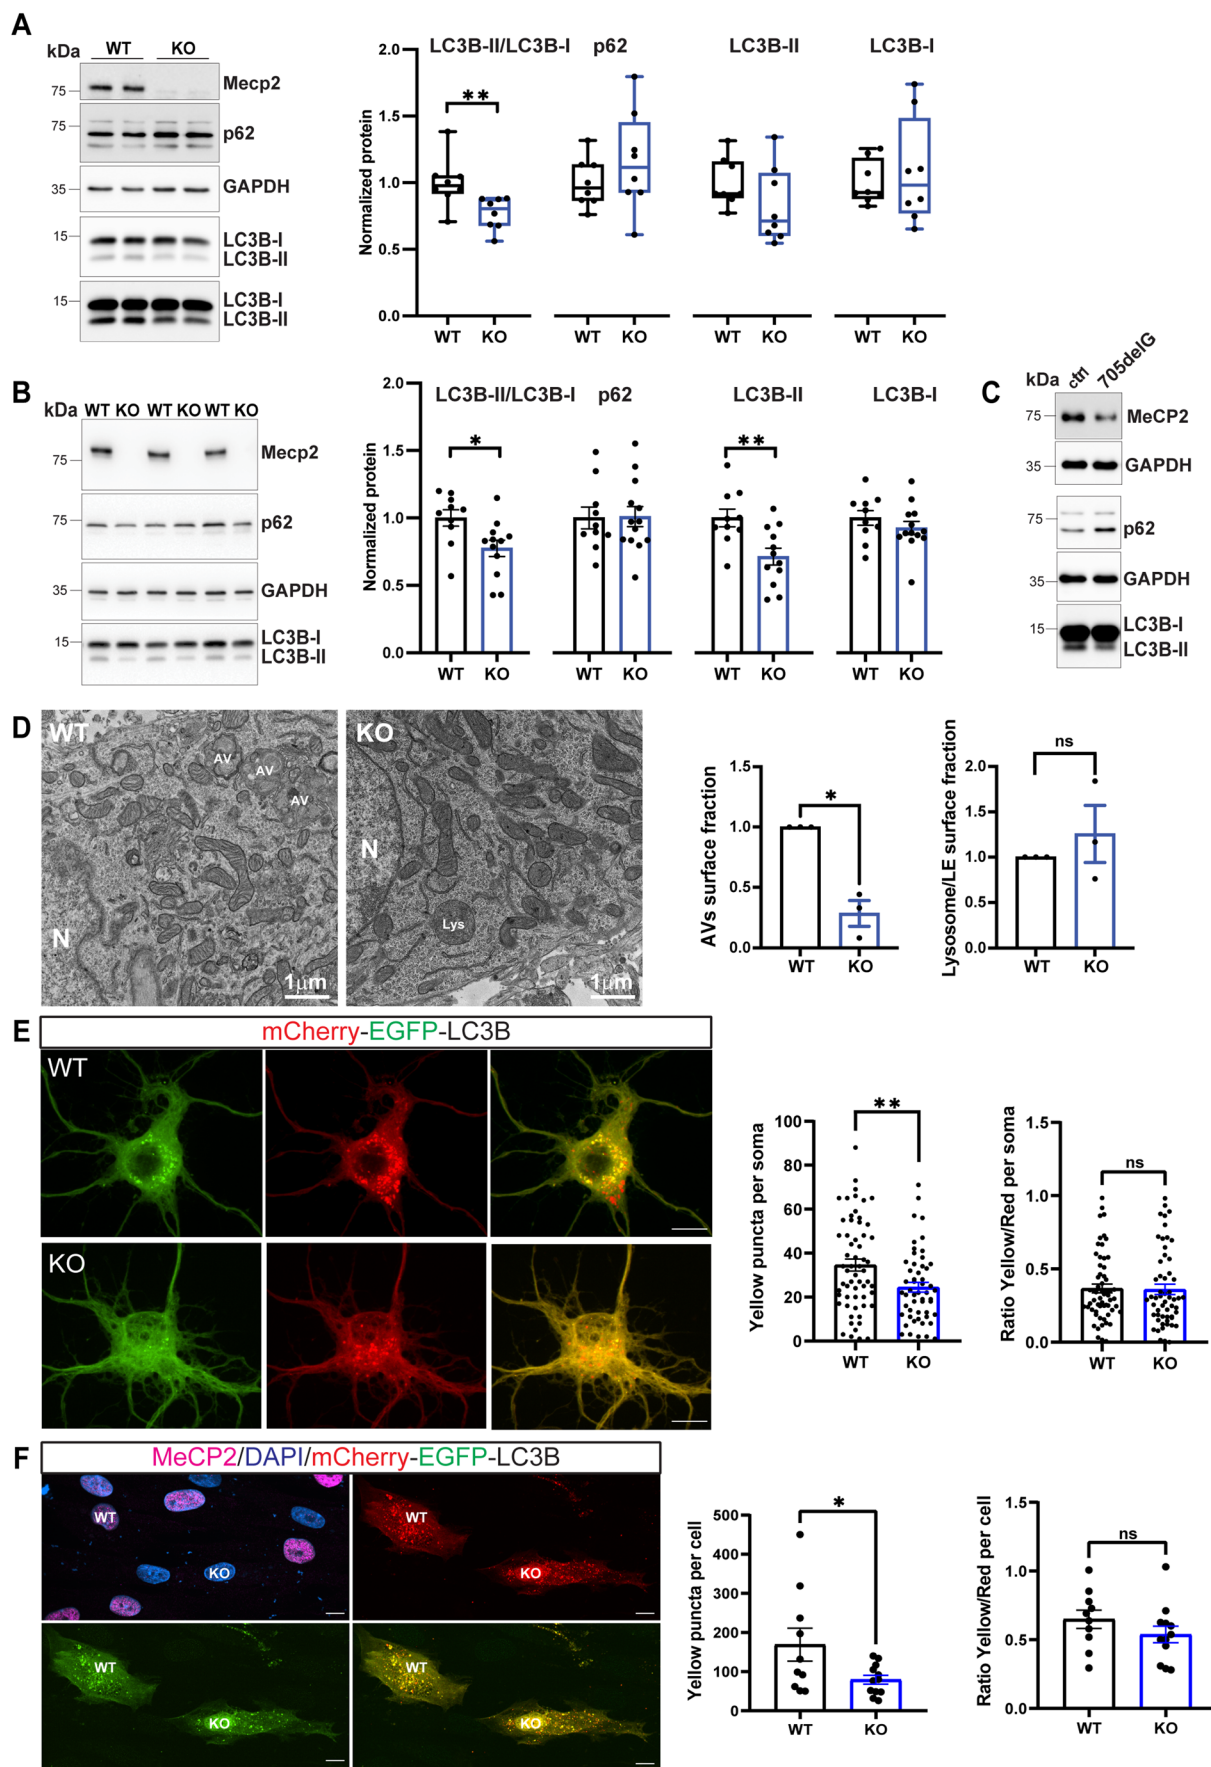 A
kDa
WT
KO
75
Mecp2
75
p62
35
GAPDH
15
LC3B-I
LC3B-II
15
LC3B-I
LC3B-II
LC3B-II/LC3B-I
p62
LC3B-II
LC3B-I
Normalized protein
2.0
1.5
1.0
0.5
0.0
**
WT KO WT KO WT KO WT KO
B
kDa WT KO WT KO WT KO
75
Mecp2
75
p62
35
GAPDH
15
LC3B-I
LC3B-II
LC3B-II/LC3B-I
p62
LC3B-II
LC3B-I
Normalized protein
2.0
1.5
1.0
0.5
0.0
*
**
WT KO WT KO WT KO WT KO
C
kDa
ctrl
705delG
75
MeCP2
35
GAPDH
75
p62
35
GAPDH
15
LC3B-I
LC3B-II
D
WT
AV
AV
AV
N
1μm
KO
N
Lys
1μm
AVs surface fraction
1.5
1.0
0.5
0.0
*
WT KO
Lysosome/LE surface fraction
2.0
1.5
1.0
0.5
0.0
ns
WT KO
E
mCherry-EGFP-LC3B
WT
KO
Yellow puncta per soma
100
80
60
40
20
0
**
WT KO
Ratio Yellow/Red per soma
1.5
1.0
0.5
0.0
ns
WT KO
F
MeCP2/DAPI/mCherry-EGFP-LC3B
WT
KO
WT
KO
WT
KO
WT
KO
Yellow puncta per cell
500
400
300
200
100
0
*
WT KO
Ratio Yellow/Red per cell
1.5
1.0
0.5
0.0
ns
WT KO